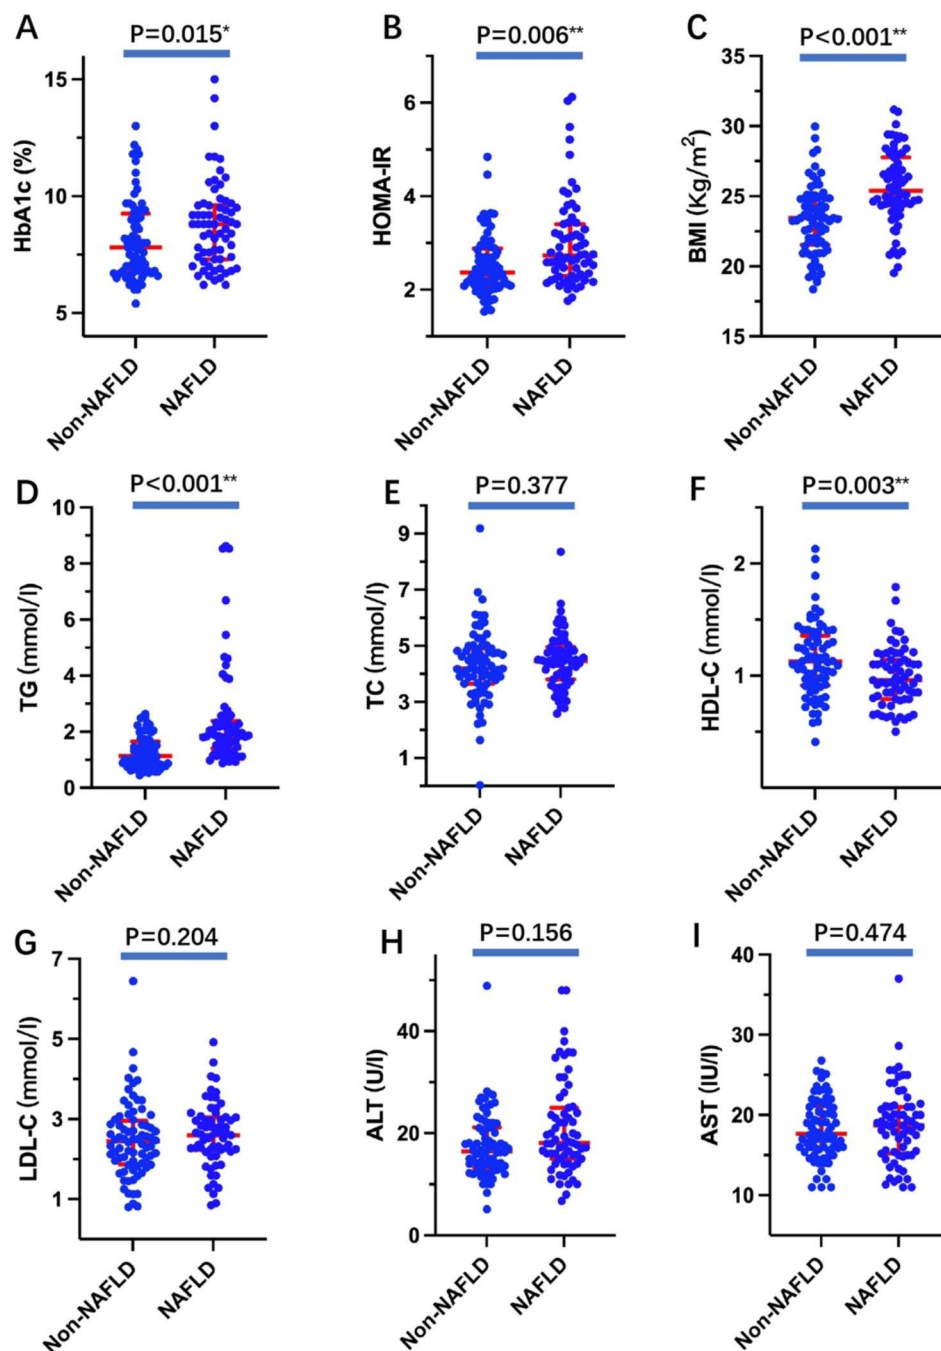 A
P=0.015*
HbA1c (%)
15
10
5
Non-NAFLD
NAFLD
B
P=0.006**
HOMA-IR
6
4
2
Non-NAFLD
NAFLD
C
P<0.001**
BMI (Kg/m²)
35
30
25
20
15
Non-NAFLD
NAFLD
D
P<0.001**
TG (mmol/l)
10
8
6
4
2
0
Non-NAFLD
NAFLD
E
P=0.377
TC (mmol/l)
9
7
5
3
1
Non-NAFLD
NAFLD
F
P=0.003**
HDL-C (mmol/l)
2
1
Non-NAFLD
NAFLD
G
P=0.204
LDL-C (mmol/l)
7
5
3
1
Non-NAFLD
NAFLD
H
P=0.156
ALT (U/l)
40
20
0
Non-NAFLD
NAFLD
I
P=0.474
AST (IU/l)
40
30
20
10
Non-NAFLD
NAFLD